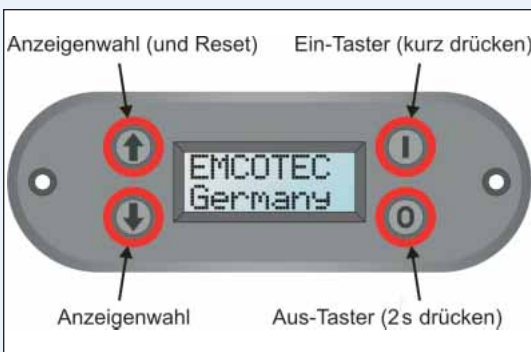 Anzeigenwahl (und Reset)
Ein-Taster (kurz drücken)
EMCOTEC
Germany
I
O
Anzeigenwahl
Aus-Taster (2s drücken)